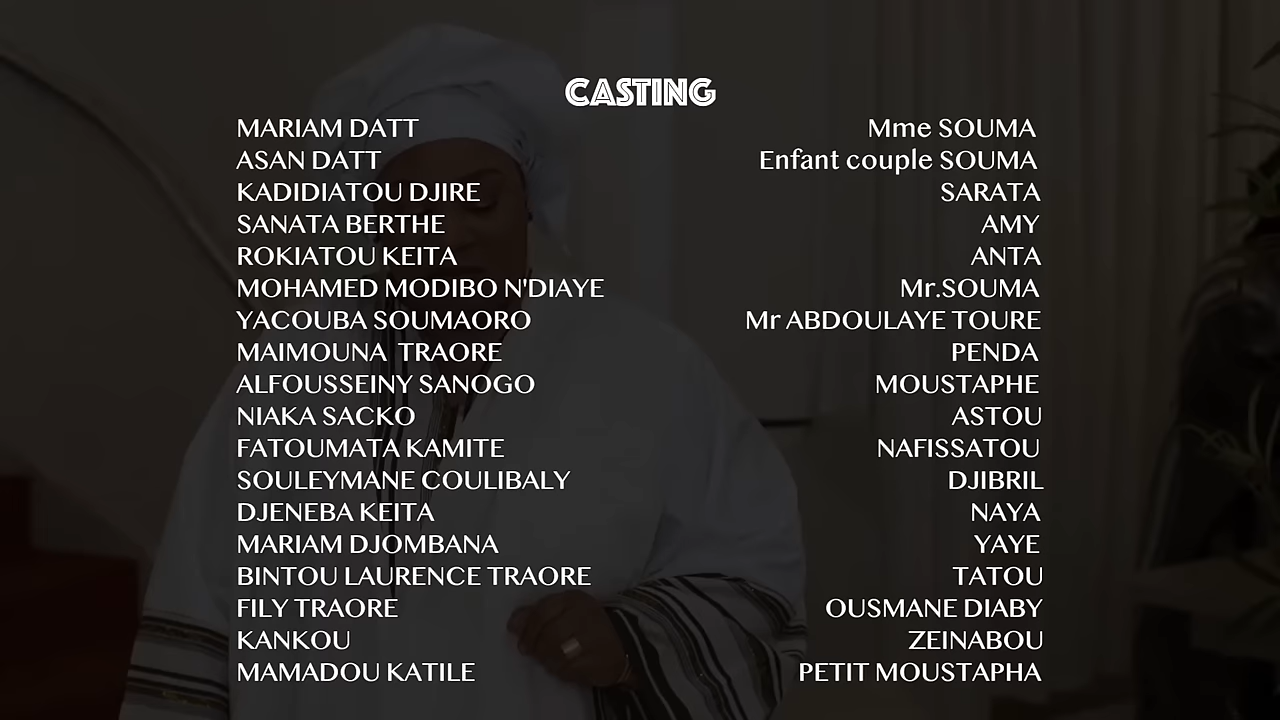 CASTING
MARIAM DATT Mme SOUMA
ASAN DATT Enfant couple SOUMA
KADIDIATOU DJIRE SARATA
SANATA BERTHE AMY
ROKIATOU KEITA ANTA
MOHAMED MODIBO N'DIAYE Mr.SOUMA
YACOUBA SOUMAORO Mr ABDOULAYE TOURE
MAIMOUNA TRAORE PENDA
ALFOUSSEINY SANOGO MOUSTAPHE
NIAKA SACKO ASTOU
FATOUMATA KAMITE NAFISSATOU
SOULEYMANE COULIBALY DJIBRIL
DJENEBA KEITA NAYA
MARIAM DJOMBANA YAYE
BINTOU LAURENCE TRAORE TATOU
FILY TRAORE OUSMANE DIABY
KANKOU ZEINABOU
MAMADOU KATILE PETIT MOUSTAPHA